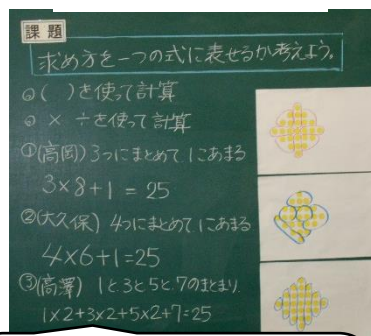 課題
求め方を一つの式に表せるか考えよう。
◎( )を使って計算
◎ × ÷を使って計算
①(高岡)3つにまとめて1にあまる
3×8+1=25
②(大久保)4つにまとめて1にあまる
4×6+1=25
③(高澤)1と3と5と、7のまとまり。
1×2+3×2+5×2+7=25